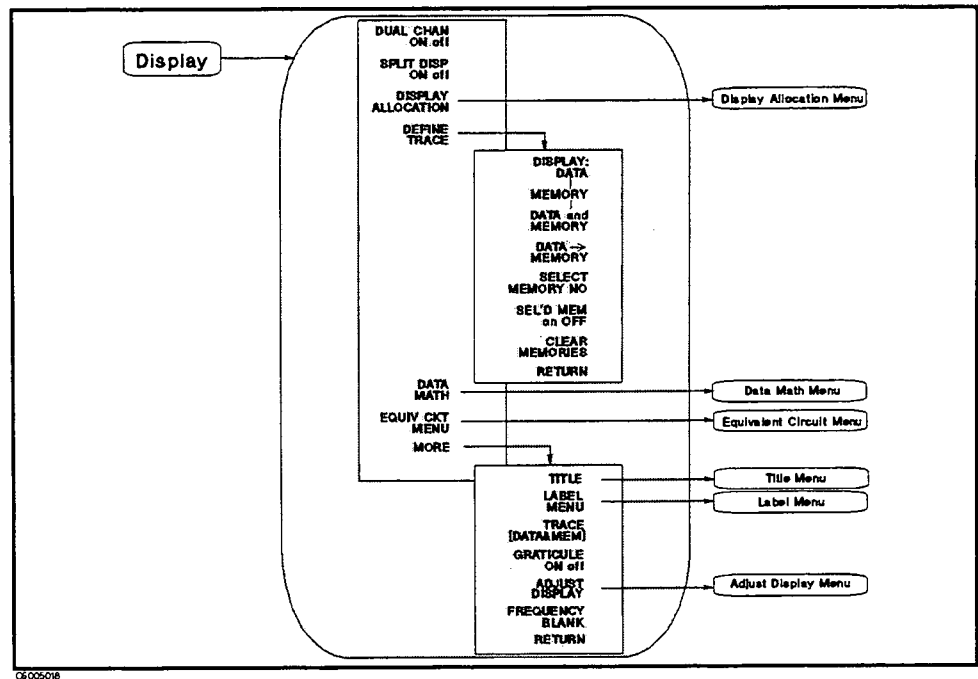 Display
DUAL CHAN
ON off
SPLIT DISP
ON off
DISPLAY
ALLOCATION
Display Allocation Menu
DEFINE
TRACE
DISPLAY:
DATA
MEMORY
DATA and
MEMORY
DATA →
MEMORY
SELECT
MEMORY NO
SEL'D MEM
on OFF
CLEAR
MEMORIES
RETURN
DATA
MATH
Data Math Menu
EQUIV CKT
MENU
Equivalent Circuit Menu
MORE
TITLE
Title Menu
LABEL
MENU
Label Menu
TRACE
[DATA&MEM]
GRATICULE
ON off
ADJUST
DISPLAY
Adjust Display Menu
FREQUENCY
BLANK
RETURN
C6005018